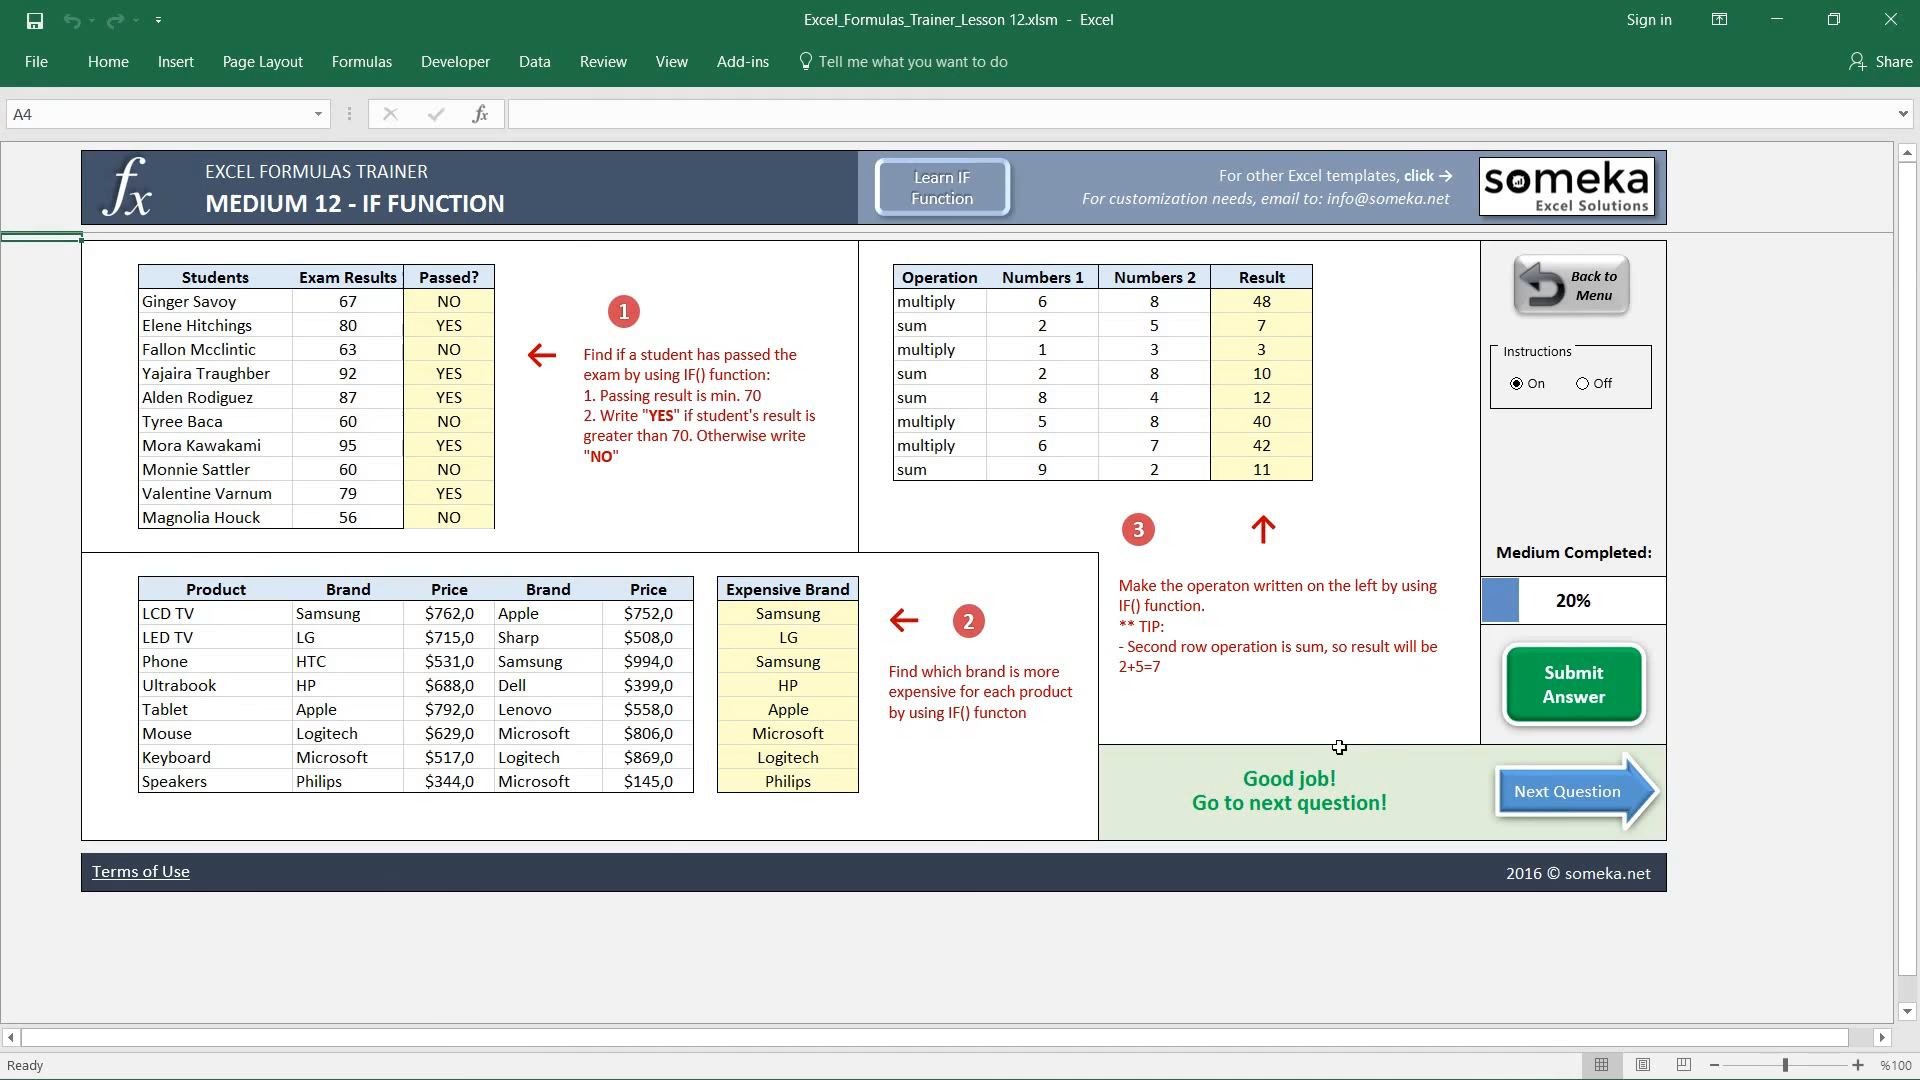 Excel_Formulas_Trainer_Lesson 12.xlsm - Excel
Sign in
File Home Insert Page Layout Formulas Developer Data Review View Add-ins Tell me what you want to do Share
A4 fx
fx
EXCEL FORMULAS TRAINER
MEDIUM 12 - IF FUNCTION
Learn IF
Function
For other Excel templates, click →
For customization needs, email to: info@someka.net
someka
Excel Solutions
Students Exam Results Passed?
Ginger Savoy 67 NO
Elene Hitchings 80 YES
Fallon Mcclintic 63 NO
Yajaira Traughber 92 YES
Alden Rodiguez 87 YES
Tyree Baca 60 NO
Mora Kawakami 95 YES
Monnie Sattler 60 NO
Valentine Varnum 79 YES
Magnolia Houck 56 NO
1
Find if a student has passed the
exam by using IF() function:
1. Passing result is min. 70
2. Write "YES" if student's result is
greater than 70. Otherwise write
"NO"
Operation Numbers 1 Numbers 2 Result
multiply 6 8 48
sum 2 5 7
multiply 1 3 3
sum 2 8 10
sum 8 4 12
multiply 5 8 40
multiply 6 7 42
sum 9 2 11
3
Make the operaton written on the left by using
IF() function.
** TIP:
- Second row operation is sum, so result will be
2+5=7
Product Brand Price Brand Price Expensive Brand
LCD TV Samsung $762,0 Apple $752,0 Samsung
LED TV LG $715,0 Sharp $508,0 LG
Phone HTC $531,0 Samsung $994,0 Samsung
Ultrabook HP $688,0 Dell $399,0 HP
Tablet Apple $792,0 Lenovo $558,0 Apple
Mouse Logitech $629,0 Microsoft $806,0 Microsoft
Keyboard Microsoft $517,0 Logitech $869,0 Logitech
Speakers Philips $344,0 Microsoft $145,0 Philips
2
Find which brand is more
expensive for each product
by using IF() functon
Back to
Menu
Instructions
On Off
Medium Completed:
20%
Submit
Answer
Good job!
Go to next question!
Next Question
Terms of Use
2016 © someka.net
Ready
%100